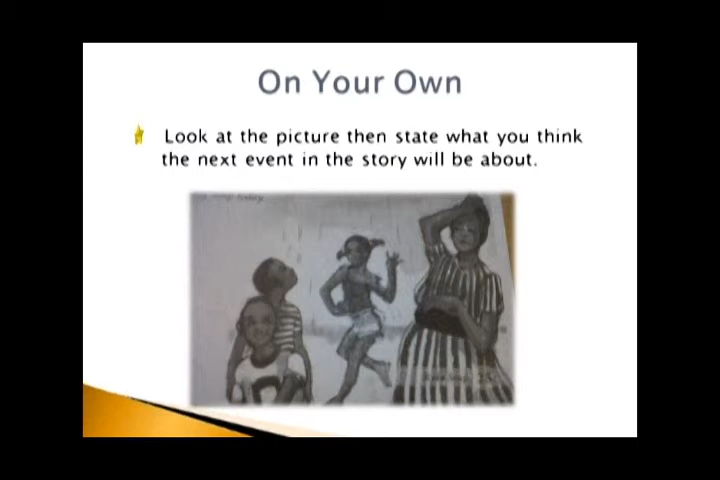 On Your Own
Look at the picture then state what you think
the next event in the story will be about.